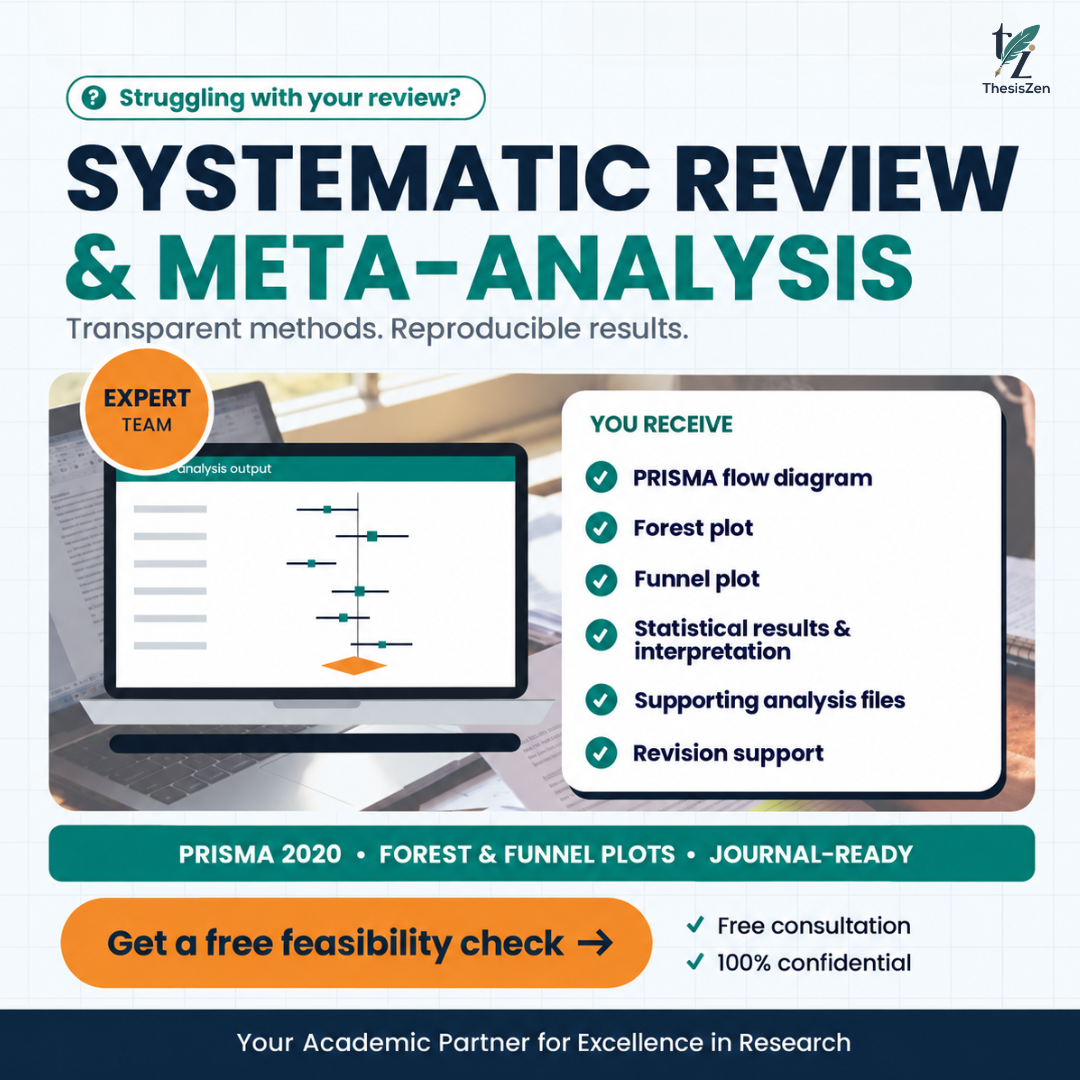 tz
ThesisZen
? Struggling with your review?
SYSTEMATIC REVIEW
& META-ANALYSIS
Transparent methods. Reproducible results.
EXPERT
TEAM
analysis output
YOU RECEIVE
PRISMA flow diagram
Forest plot
Funnel plot
Statistical results &
interpretation
Supporting analysis files
Revision support
PRISMA 2020 • FOREST & FUNNEL PLOTS • JOURNAL-READY
Get a free feasibility check →
✓ Free consultation
✓ 100% confidential
Your Academic Partner for Excellence in Research